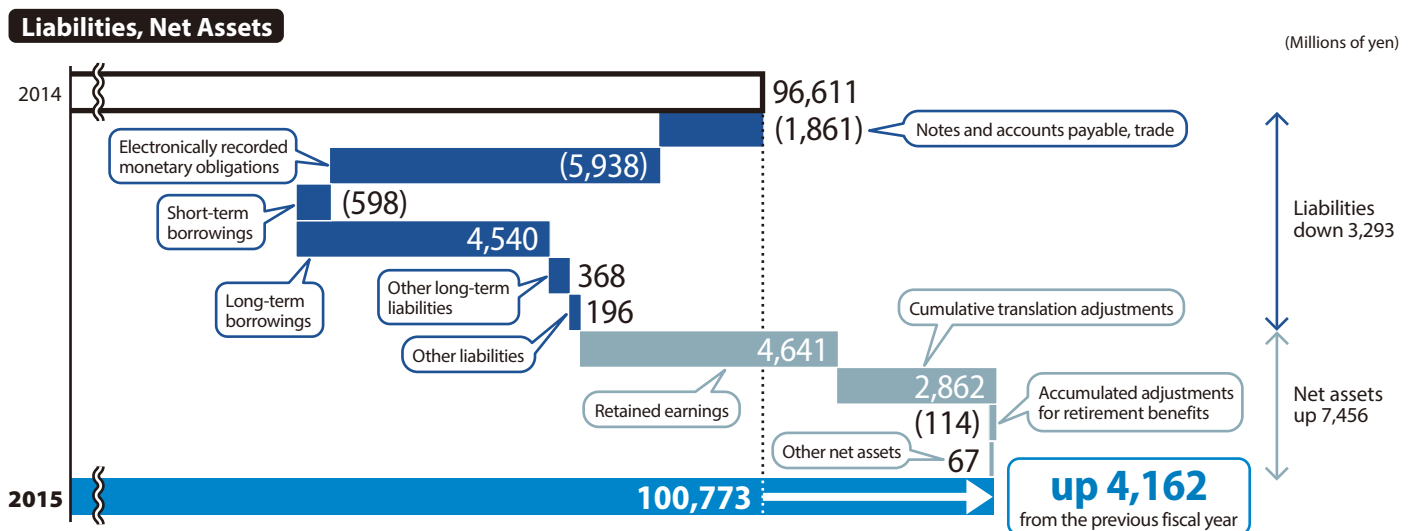 Liabilities, Net Assets
(Millions of yen)
2014
96,611
(1,861)
Notes and accounts payable, trade
Electronically recorded
monetary obligations
(5,938)
Short-term
borrowings
(598)
Liabilities
down 3,293
4,540
Long-term
borrowings
Other long-term
liabilities
368
196
Other liabilities
Cumulative translation adjustments
4,641
Retained earnings
2,862
Accumulated adjustments
for retirement benefits
(114)
Net assets
up 7,456
Other net assets
67
2015
100,773
up 4,162
from the previous fiscal year